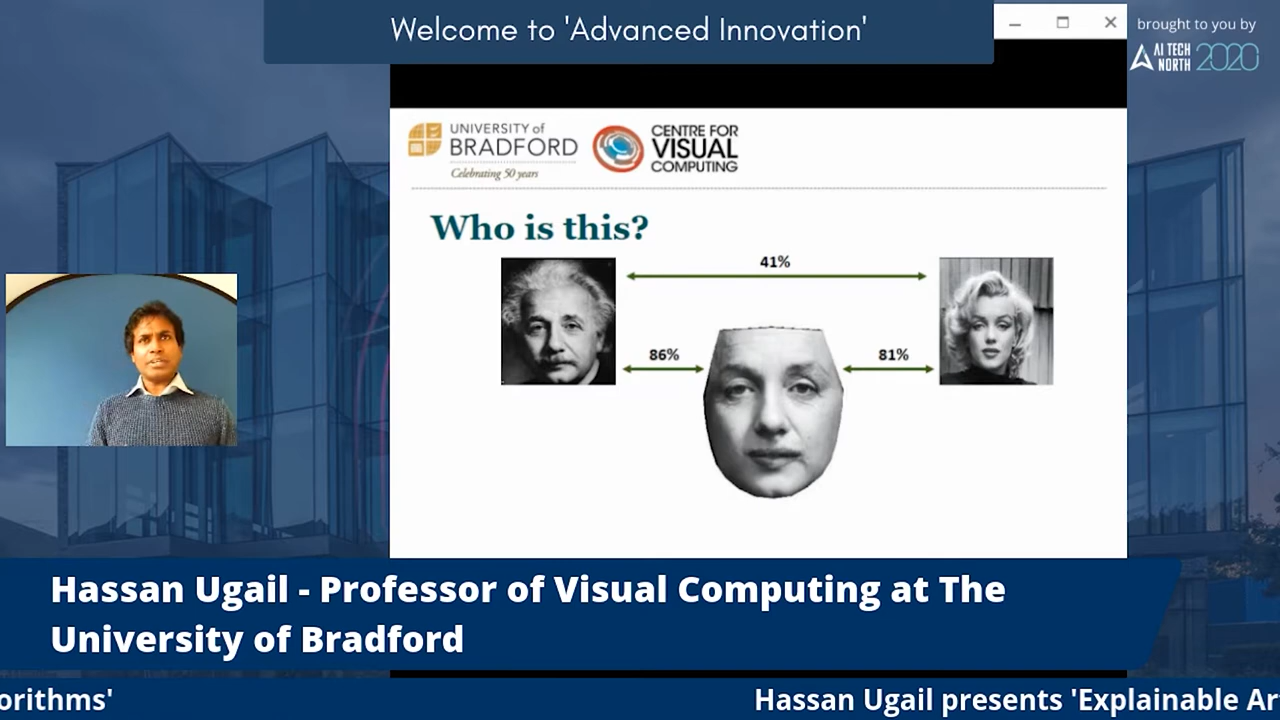 Welcome to 'Advanced Innovation'
brought to you by
AI TECH
NORTH 2020
UNIVERSITY of
BRADFORD
Celebrating 50 years
CENTRE FOR
VISUAL
COMPUTING
Who is this?
41%
86%
81%
Hassan Ugail - Professor of Visual Computing at The
University of Bradford
orithms'
Hassan Ugail presents 'Explainable Ar